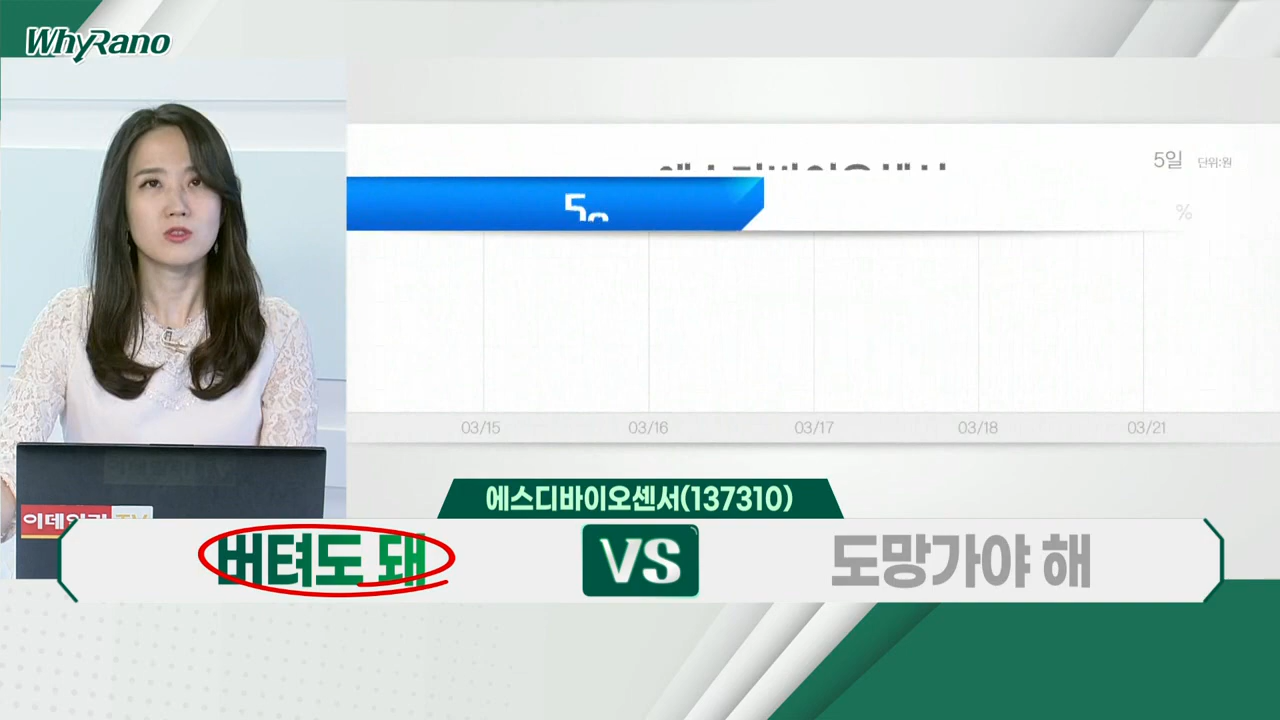 WhyRano
5일 단위:원
%
03/15 03/16 03/17 03/18 03/21
에스디바이오센서(137310)
버텨도 돼 VS 도망가야 해